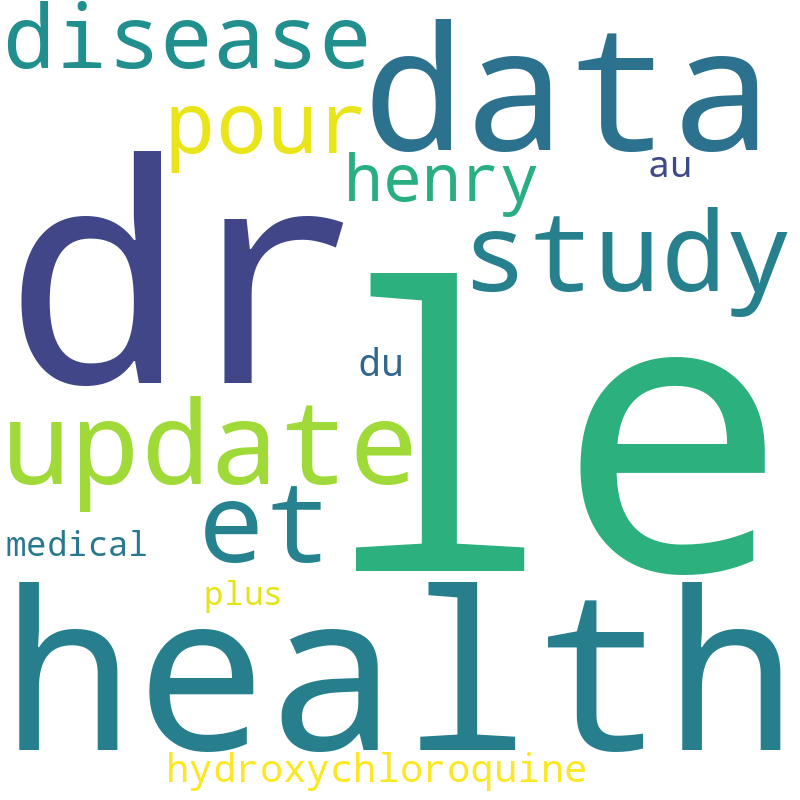 disease
data
pour
henry
au
dr
study
le
du
update
et
medical
plus
health
hydroxychloroquine